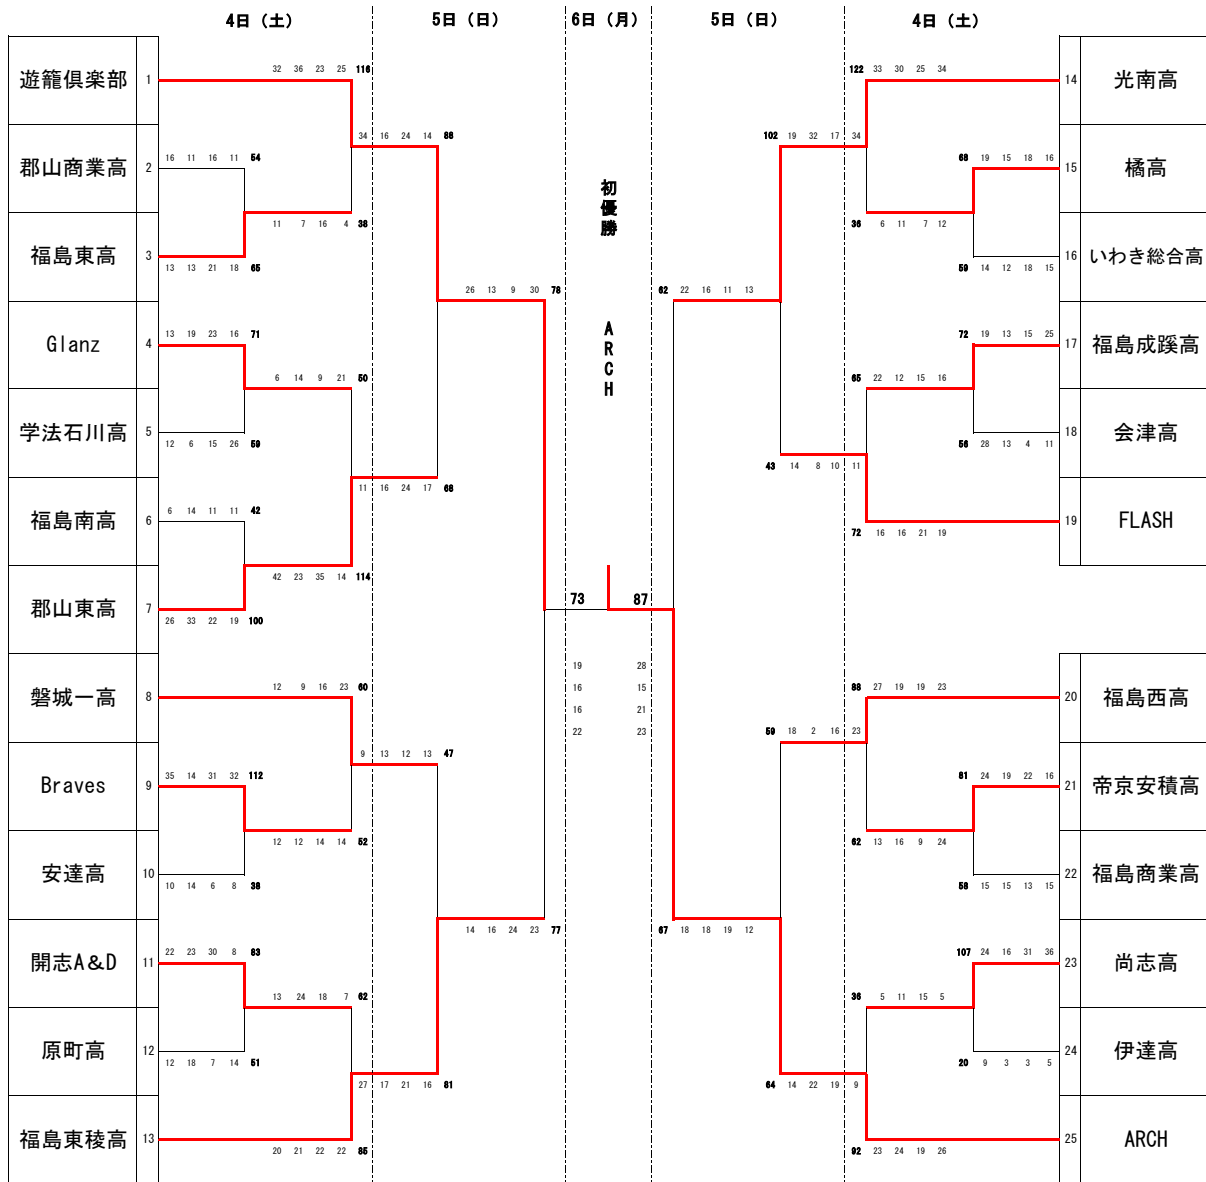 4日（土） 5日（日） 6日（月） 5日（日） 4日（土）
遊籠倶楽部 1 32 36 23 25 116
122 33 30 25 34 14 光南高
34 16 24 14 88
102 19 32 17 34
郡山商業高 2 16 11 16 11 54
68 19 15 18 16 15 橘高
11 7 16 4 38
36 6 11 7 12
福島東高 3 13 13 21 18 65
59 14 12 18 15 16 いわき総合高
初優勝
ARCH
26 13 9 30 78
62 22 16 11 13
Glanz 4 13 19 23 16 71
72 19 13 15 25 17 福島成蹊高
6 14 9 21 50
65 22 12 15 16
学法石川高 5 12 6 15 26 59
56 28 13 4 11 18 会津高
11 16 24 17 68
43 14 8 10 11
福島南高 6 6 14 11 11 42
72 16 16 21 19 19 FLASH
42 23 35 14 114
郡山東高 7 26 33 22 19 100
73 87
19 28
16 15
16 21
22 23
磐城一高 8 12 9 16 23 60
88 27 19 19 23 20 福島西高
9 13 12 13 47
59 18 2 16 23
Braves 9 35 14 31 32 112
81 24 19 22 16 21 帝京安積高
12 12 14 14 52
62 13 16 9 24
安達高 10 10 14 6 8 38
58 15 15 13 15 22 福島商業高
14 16 24 23 77
67 18 18 19 12
開志A&D 11 22 23 30 8 83
107 24 16 31 36 23 尚志高
13 24 18 7 62
36 5 11 15 5
原町高 12 12 18 7 14 51
20 9 3 3 5 24 伊達高
27 17 21 16 81
64 14 22 19 9
福島東稜高 13 20 21 22 22 85
92 23 24 19 26 25 ARCH